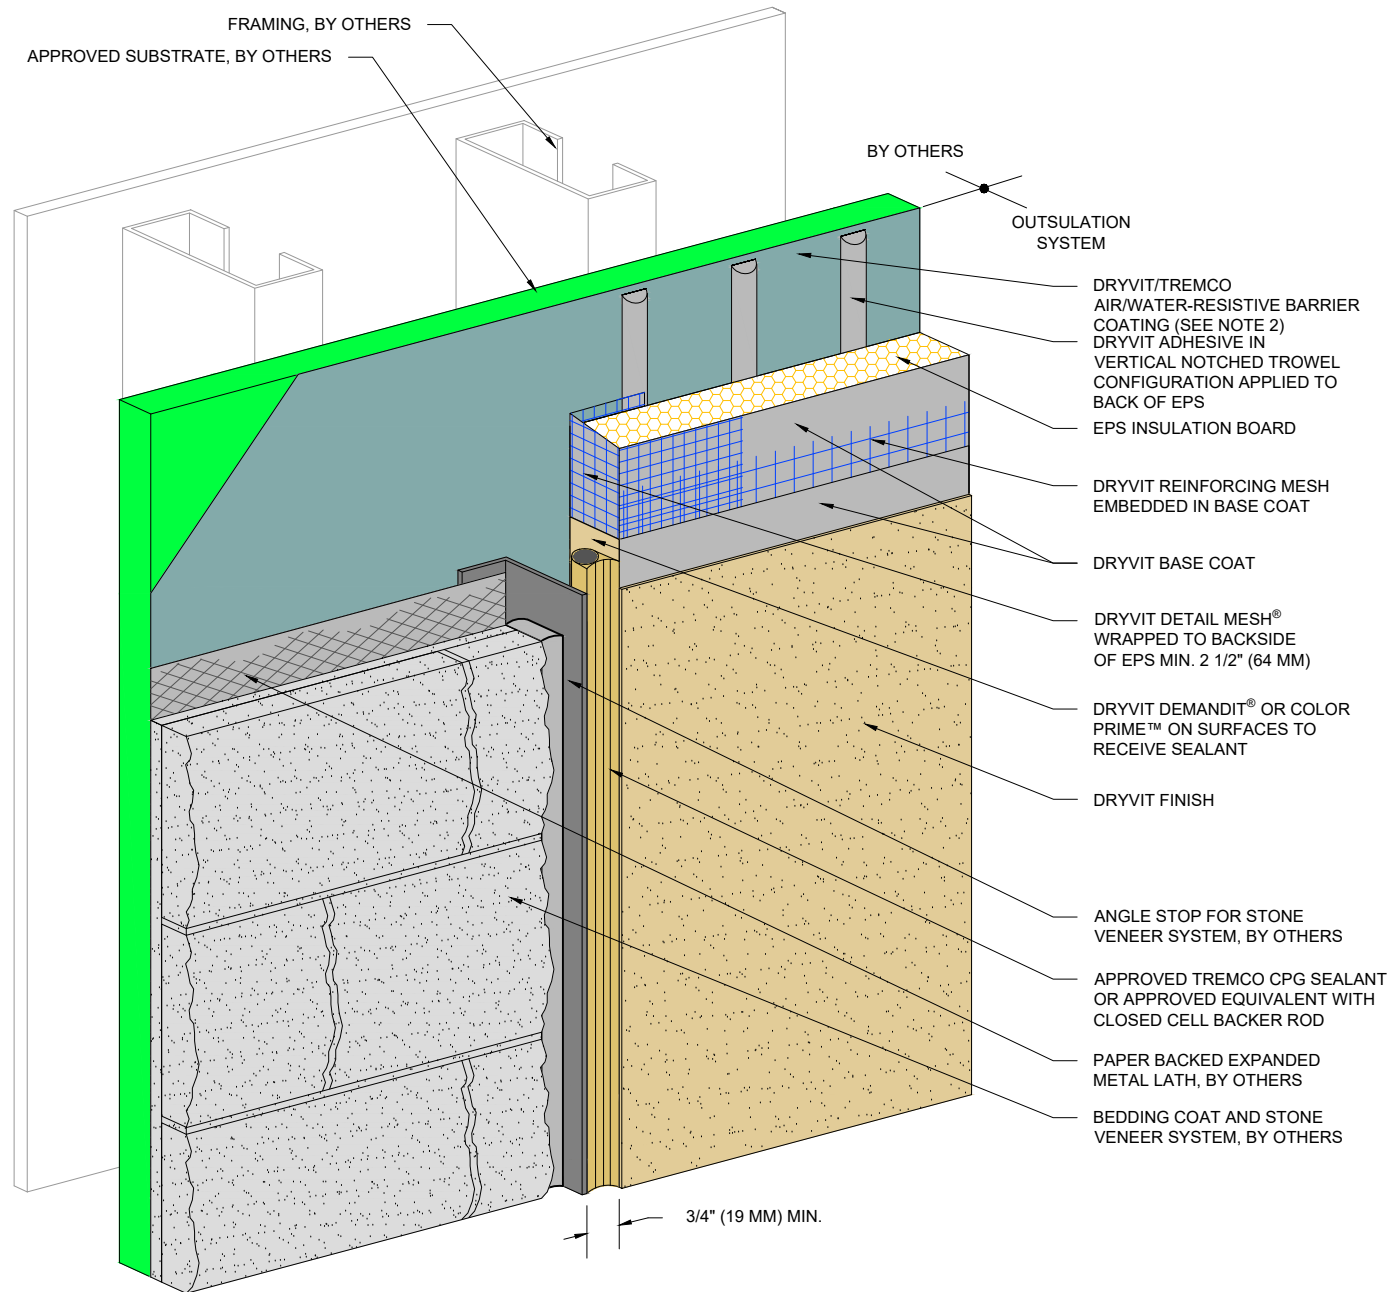 FRAMING, BY OTHERS
APPROVED SUBSTRATE, BY OTHERS
BY OTHERS
OUTSULATION
SYSTEM
DRYVIT/TREMCO
AIR/WATER-RESISTIVE BARRIER
COATING (SEE NOTE 2)
DRYVIT ADHESIVE IN
VERTICAL NOTCHED TROWEL
CONFIGURATION APPLIED TO
BACK OF EPS
EPS INSULATION BOARD
DRYVIT REINFORCING MESH
EMBEDDED IN BASE COAT
DRYVIT BASE COAT
DRYVIT DETAIL MESH®
WRAPPED TO BACKSIDE
OF EPS MIN. 2 1/2" (64 MM)
DRYVIT DEMANDIT® OR COLOR
PRIME™ ON SURFACES TO
RECEIVE SEALANT
DRYVIT FINISH
ANGLE STOP FOR STONE
VENEER SYSTEM, BY OTHERS
APPROVED TREMCO CPG SEALANT
OR APPROVED EQUIVALENT WITH
CLOSED CELL BACKER ROD
PAPER BACKED EXPANDED
METAL LATH, BY OTHERS
BEDDING COAT AND STONE
VENEER SYSTEM, BY OTHERS
3/4" (19 MM) MIN.